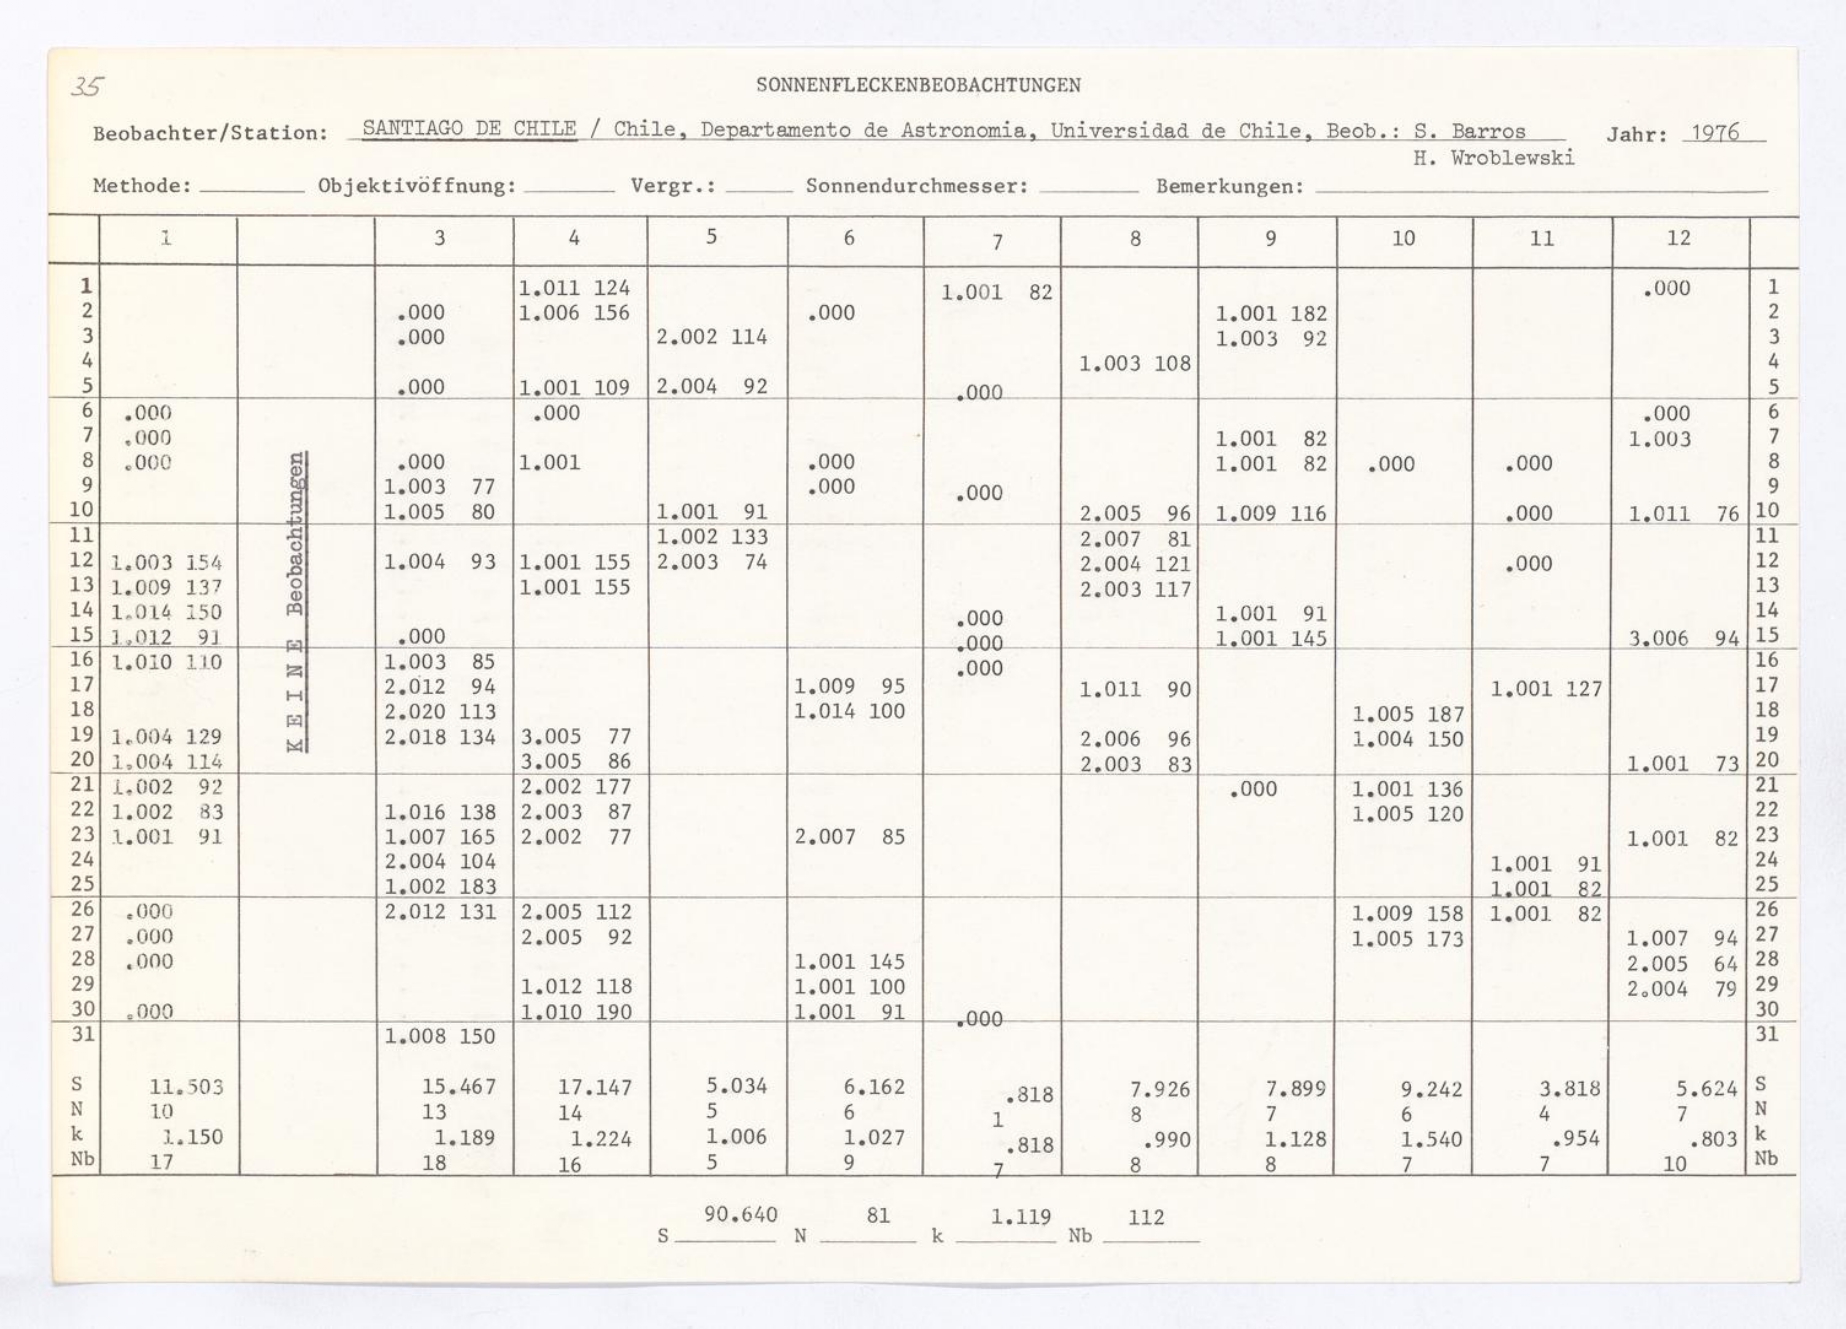 35
SONNENFLECKENBEOBACHTUNGEN
Beobachter/Station: SANTIAGO DE CHILE / Chile, Departamento de Astronomia, Universidad de Chile, Beob.: S. Barros Jahr: 1976
H. Wroblewski
Methode: Objektivöffnung: Vergr.: Sonnendurchmesser: Bemerkungen:
1 3 4 5 6 7 8 9 10 11 12
1 1.011 124 1.001 82 .000 1
2 .000 1.006 156 .000 1.001 182 2
3 .000 2.002 114 1.003 92 3
4 1.003 108 4
5 .000 1.001 109 2.004 92 .000 5
6 .000 .000 .000 6
7 .000 1.001 82 1.003 7
8 .000 .000 1.001 .000 1.001 82 .000 .000 8
9 1.003 77 .000 .000 9
10 1.005 80 1.001 91 2.005 96 1.009 116 .000 1.011 76 10
KEINE Beobachtungen
11 1.002 133 2.007 81 11
12 1.003 154 1.004 93 1.001 155 2.003 74 2.004 121 .000 12
13 1.009 137 1.001 155 2.003 117 13
14 1.014 150 .000 1.001 91 14
15 1.012 91 .000 .000 1.001 145 3.006 94 15
16 1.010 110 1.003 85 .000 16
17 2.012 94 1.009 95 1.011 90 1.001 127 17
18 2.020 113 1.014 100 1.005 187 18
19 1.004 129 2.018 134 3.005 77 2.006 96 1.004 150 19
20 1.004 114 3.005 86 2.003 83 1.001 73 20
21 1.002 92 2.002 177 .000 1.001 136 21
22 1.002 83 1.016 138 2.003 87 1.005 120 22
23 1.001 91 1.007 165 2.002 77 2.007 85 1.001 82 23
24 2.004 104 1.001 91 24
25 1.002 183 1.001 82 25
26 .000 2.012 131 2.005 112 1.009 158 1.001 82 26
27 .000 2.005 92 1.005 173 1.007 94 27
28 .000 1.001 145 2.005 64 28
29 1.012 118 1.001 100 2.004 79 29
30 .000 1.010 190 1.001 91 .000 30
31 1.008 150 31
S 11.503 15.467 17.147 5.034 6.162 .818 7.926 7.899 9.242 3.818 5.624 S
N 10 13 14 5 6 1 8 7 6 4 7 N
k 1.150 1.189 1.224 1.006 1.027 .818 .990 1.128 1.540 .954 .803 k
Nb 17 18 16 5 9 7 8 8 7 7 10 Nb
S 90.640 N 81 k 1.119 Nb 112